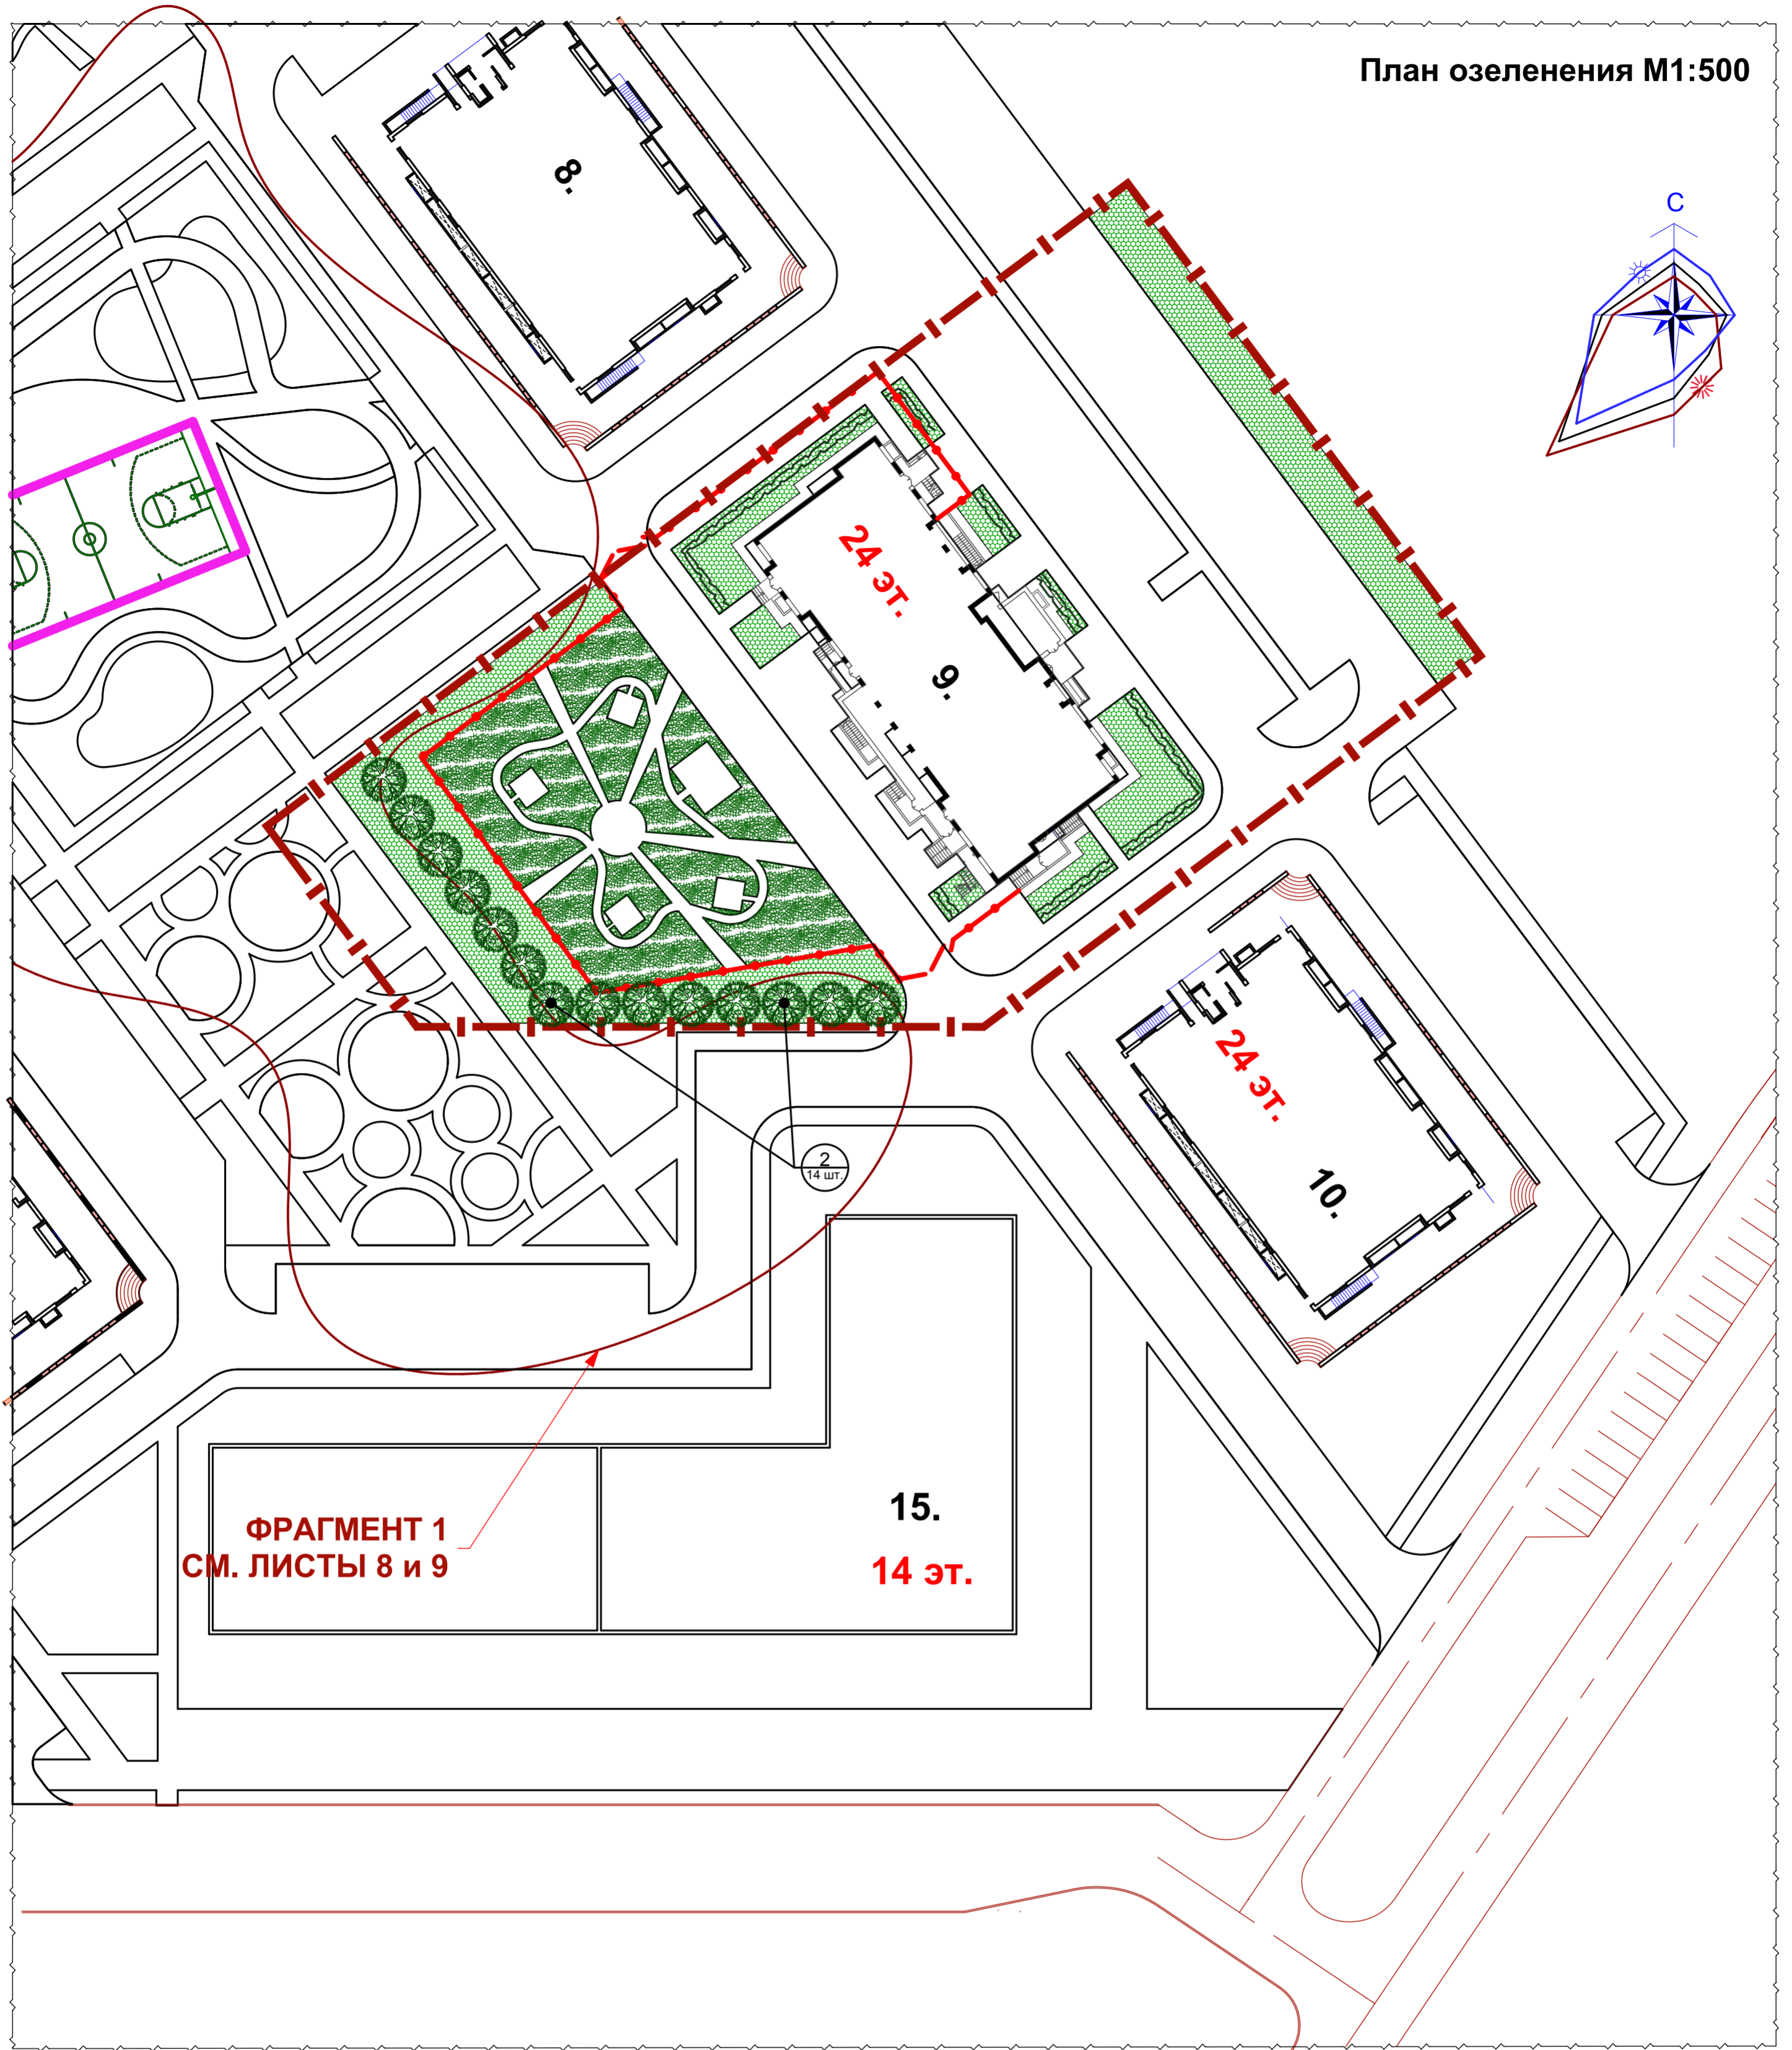 План озеленения М1:500
С
8.
24 эт.
9.
24 эт.
10.
2
14 шт.
15.
14 эт.
ФРАГМЕНТ 1
СМ. ЛИСТЫ 8 и 9